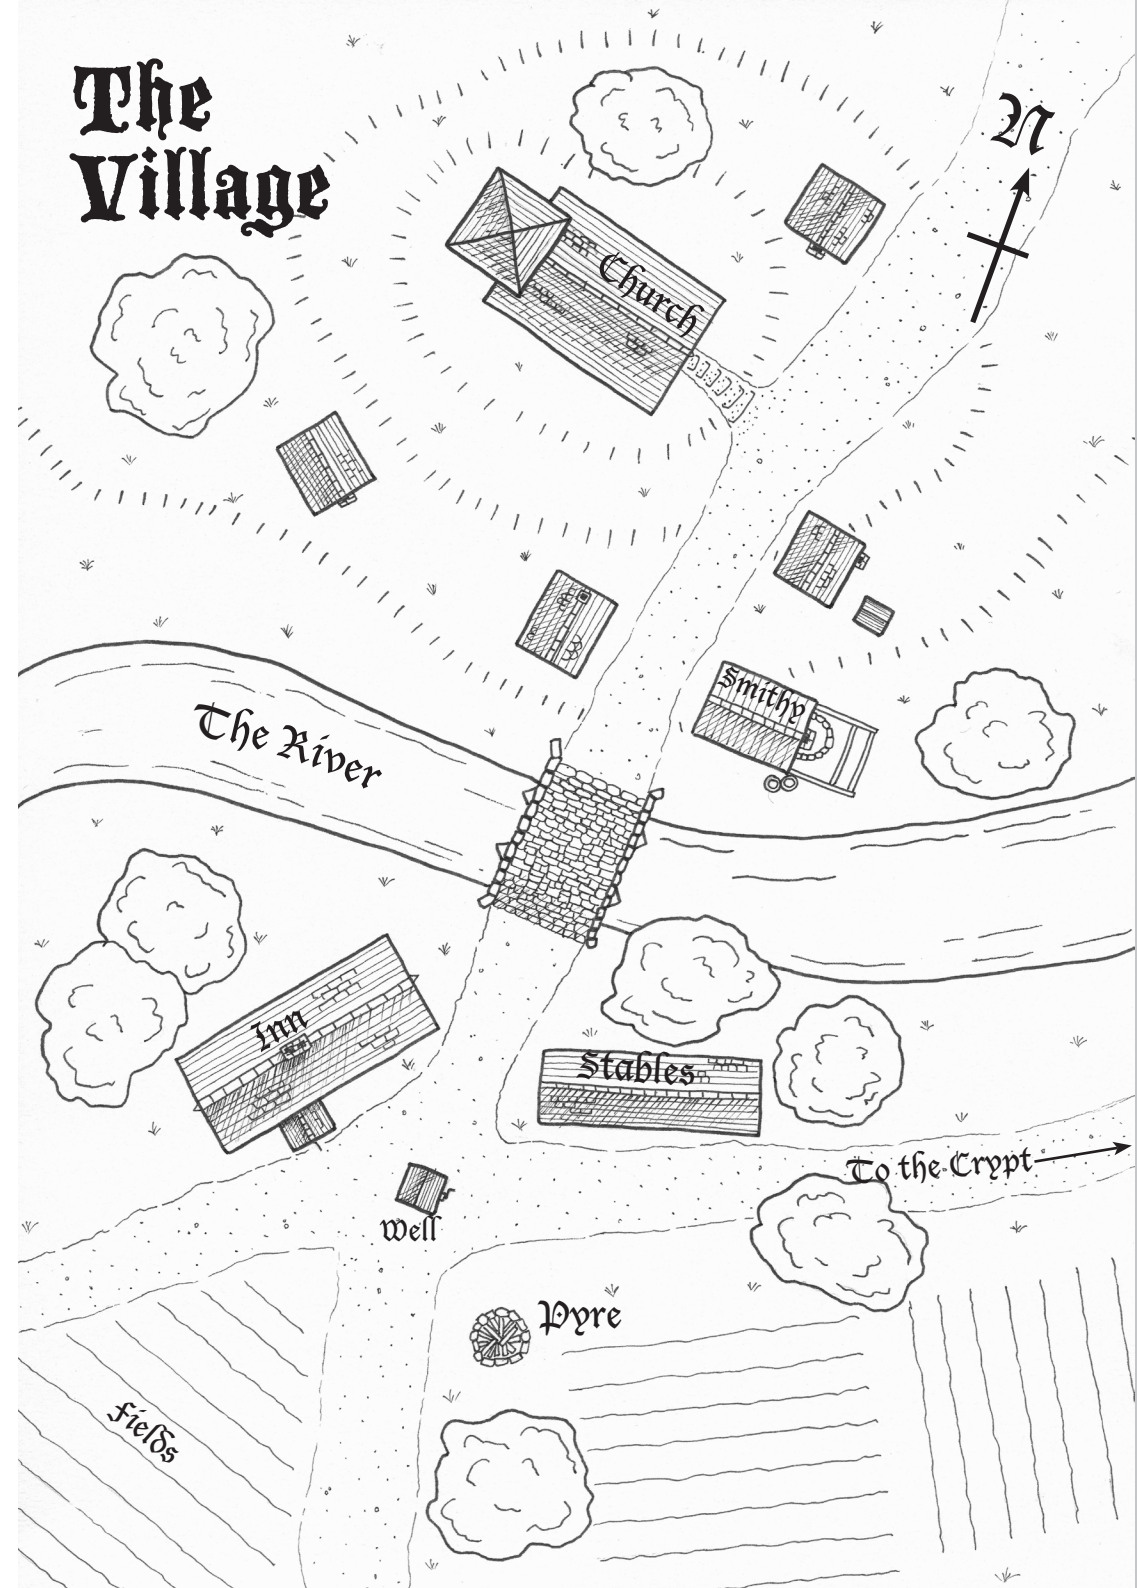 The
Village
N
Church
Smithy
The River
Inn
Stables
To the Crypt
Well
Pyre
Fields